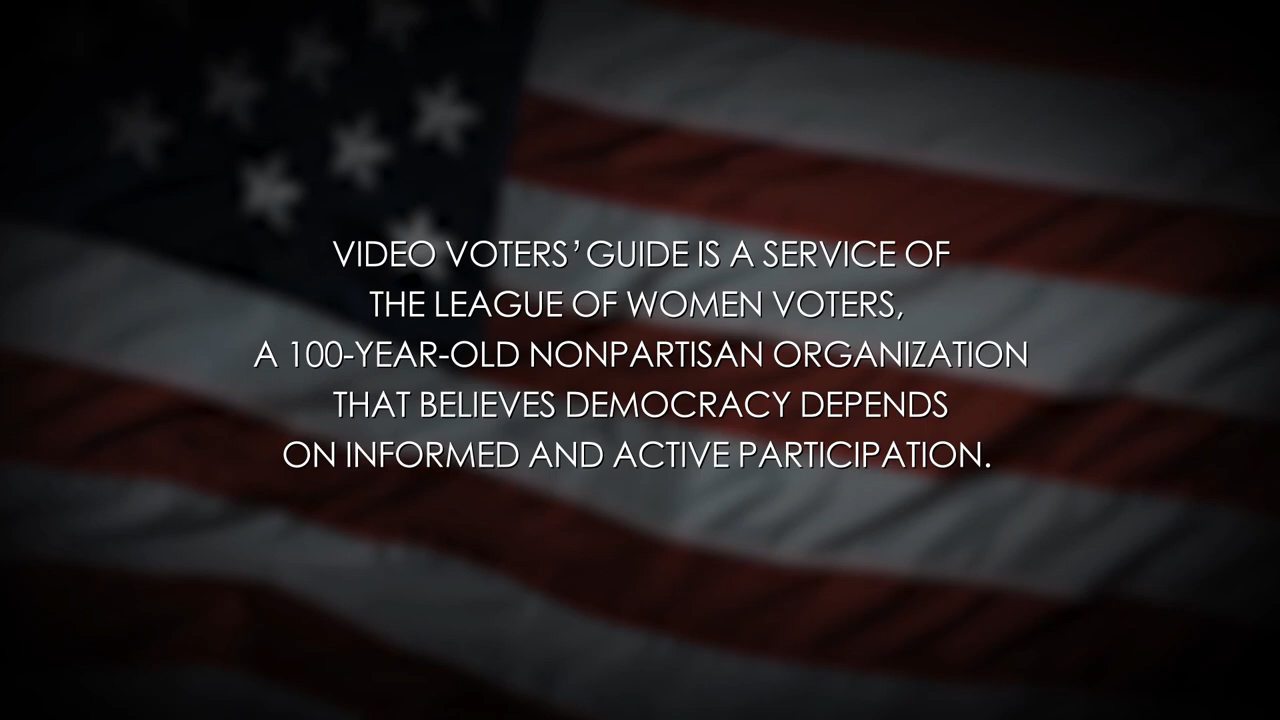 VIDEO VOTERS' GUIDE IS A SERVICE OF
THE LEAGUE OF WOMEN VOTERS,
A 100-YEAR-OLD NONPARTISAN ORGANIZATION
THAT BELIEVES DEMOCRACY DEPENDS
ON INFORMED AND ACTIVE PARTICIPATION.